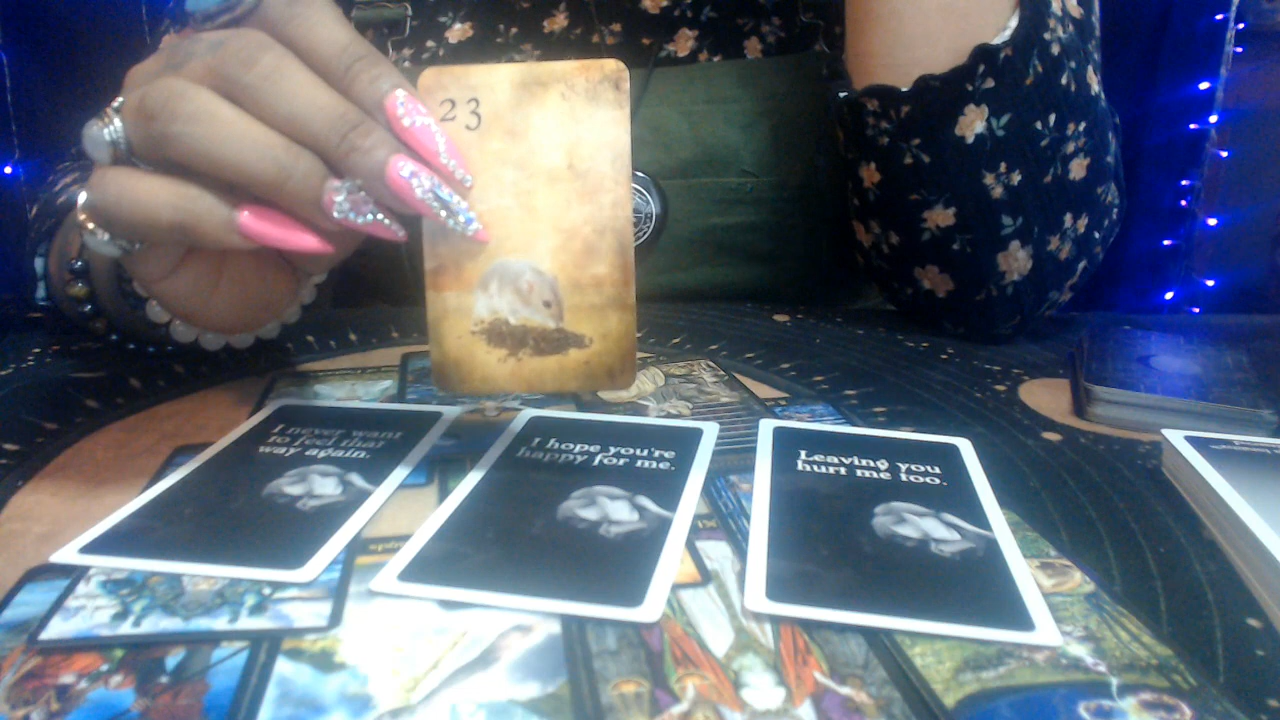 23
I never want
to feel that
way again.
I hope you're
happy for me.
Leaving you
hurt me too.